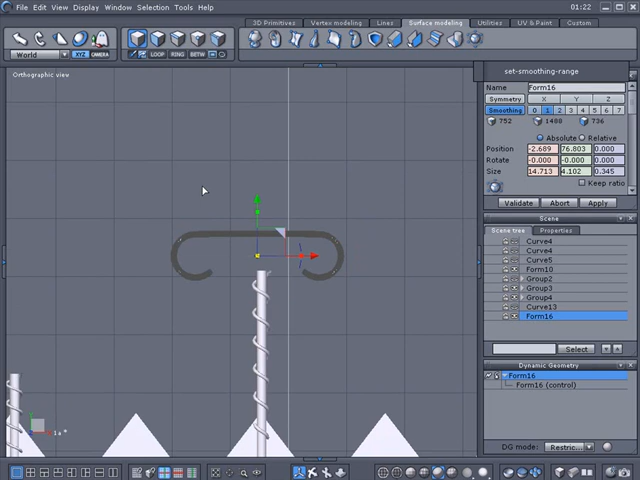 File Edit View Display Window Selection Tools Help
01:22
3D Primitives Vertex modeling Lines Surface modeling Utilities UV & Paint Custom
World
XYZ CAMERA
LOOP RING BETW
Orthographic view
set-smoothing-range
Name Form16
Symmetry X Y Z
Smoothing 0 1 2 3 4 5 6 7
752 1488 736
Absolute Relative
Position -2.689 76.803 0.000
Rotate -0.000 -0.000 -0.000
Size 14.713 4.102 0.345
Keep ratio
Validate Abort Apply
Scene
Scene tree Properties
Curve4
Curve4
Curve5
Form10
Group2
Group3
Group4
Curve13
Form16
Select
Dynamic Geometry
Form16
Form16 (control)
DG mode: Restric...